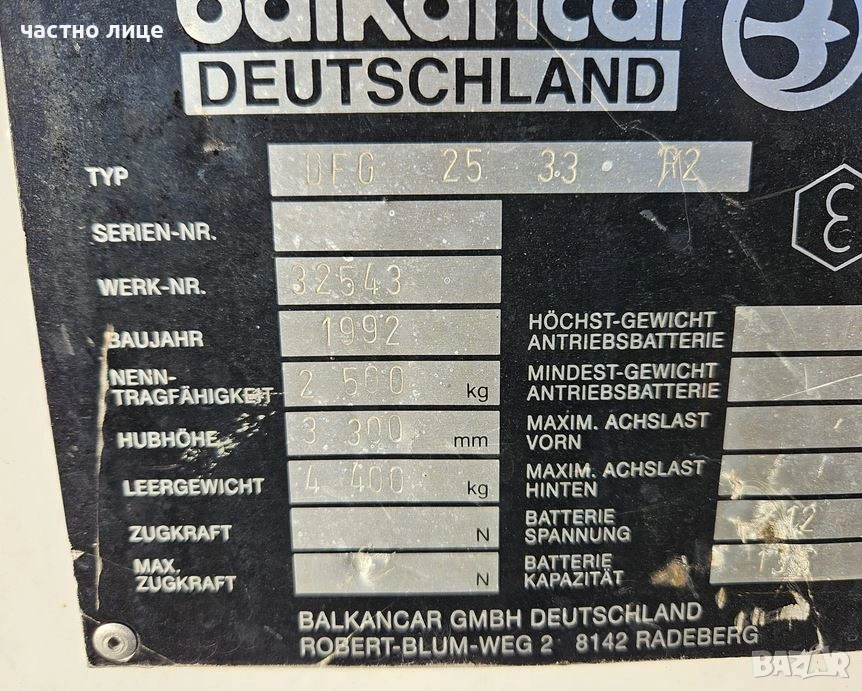 частно лице
balkancar
DEUTSCHLAND
TYP DFG 25 33
SERIEN-NR.
WERK-NR. 32543
BAUJAHR 1992
NENN-
TRAGFÄHIGKEIT 2 500 kg
HUBHÖHE 3 300 mm
LEERGEWICHT 4 400 kg
ZUGKRAFT N
MAX.
ZUGKRAFT N
HÖCHST-GEWICHT
ANTRIEBSBATTERIE
MINDEST-GEWICHT
ANTRIEBSBATTERIE
MAXIM. ACHSLAST
VORN
MAXIM. ACHSLAST
HINTEN
BATTERIE
SPANNUNG 12
BATTERIE
KAPAZITÄT
BALKANCAR GMBH DEUTSCHLAND
ROBERT-BLUM-WEG 2 8142 RADEBERG
BAZAR